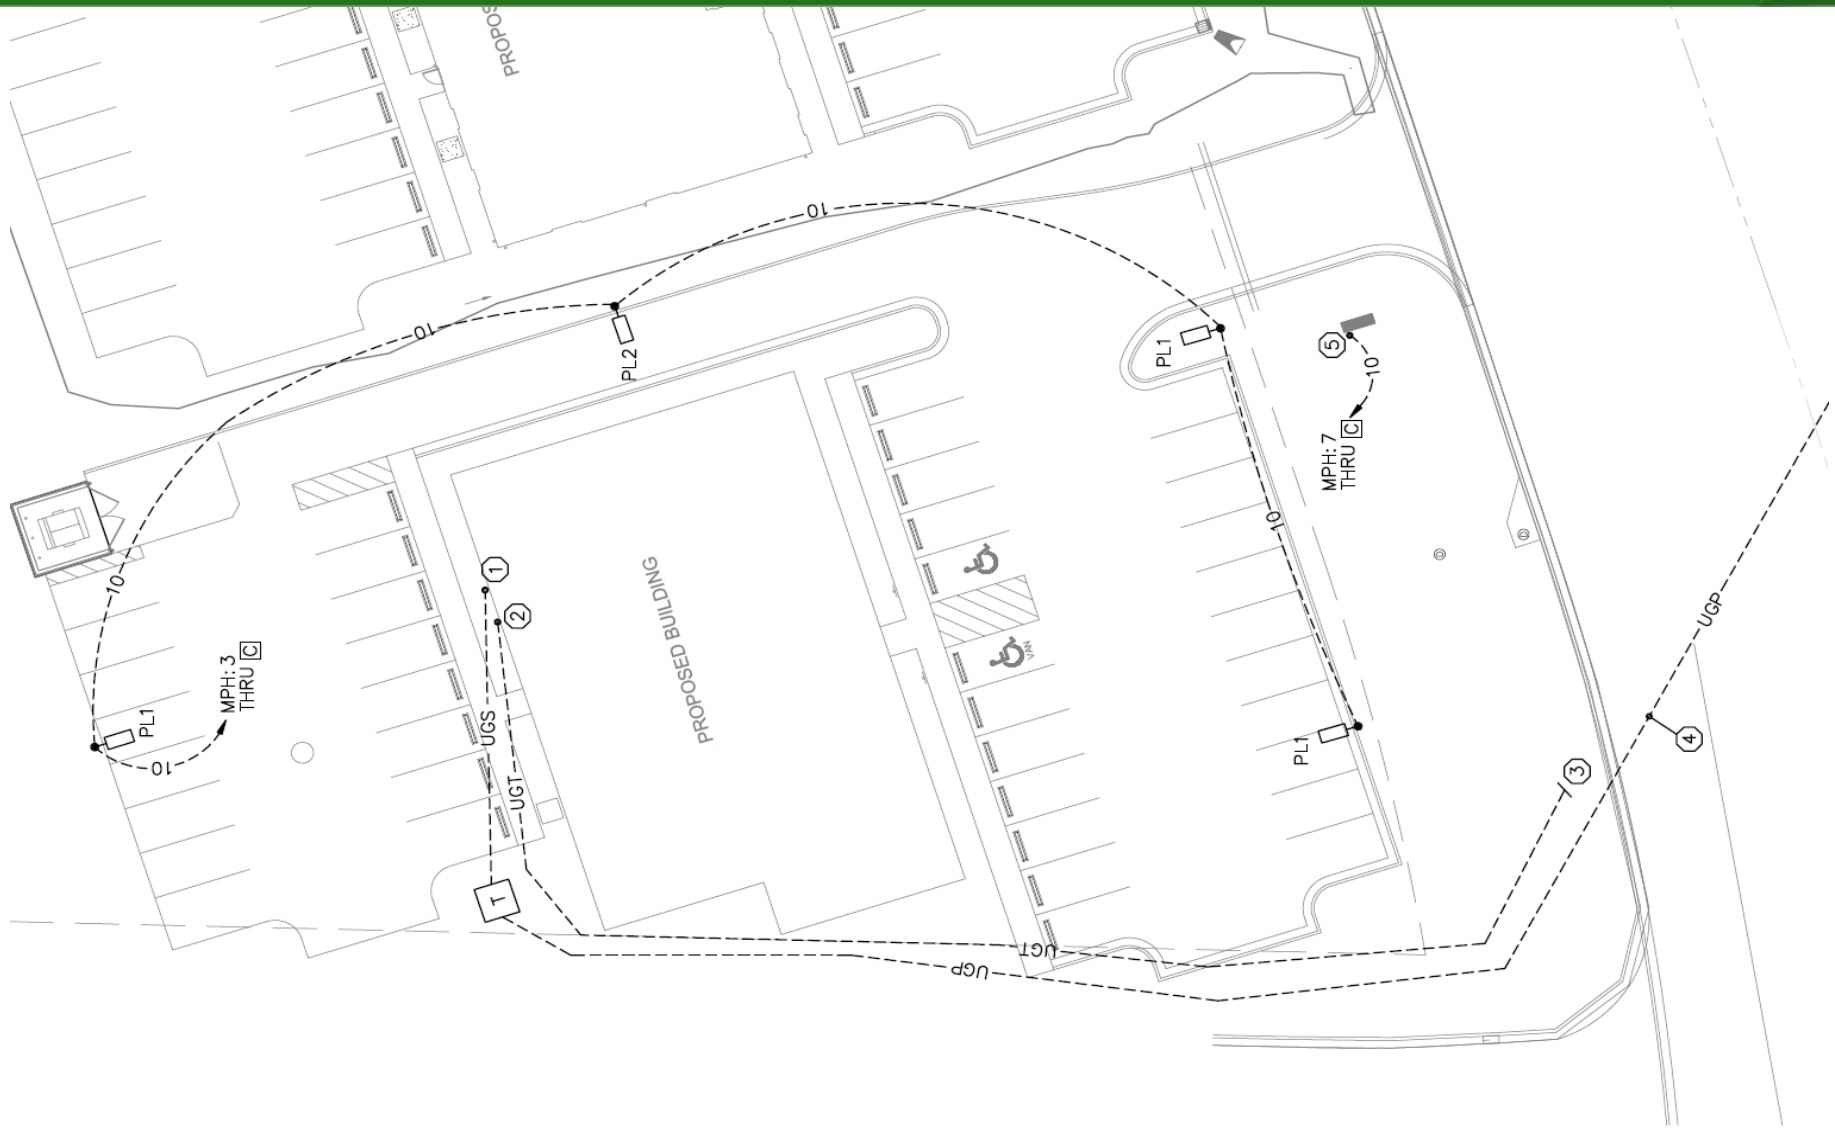 PROPOS
10
10
PL2
PL1
5
10
MPH: 7
THRU C
10
10
1
2
PROPOSED BUILDING
VAN
MPH: 3
THRU C
PL1
10
UGS
UGT
T
PL1
UGP
4
3
UGT
UGP